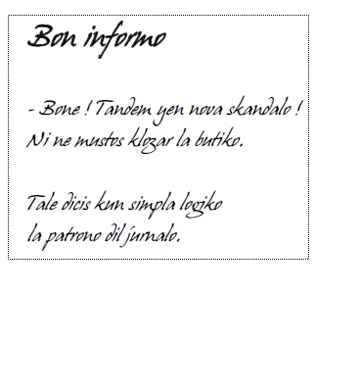 Bon informo
- Bone ! Tandem yen nova skandalo !
Ni ne mustos klozar la butiko.
Tale dicis kun simpla logiko
la patrono dil jurnalo.